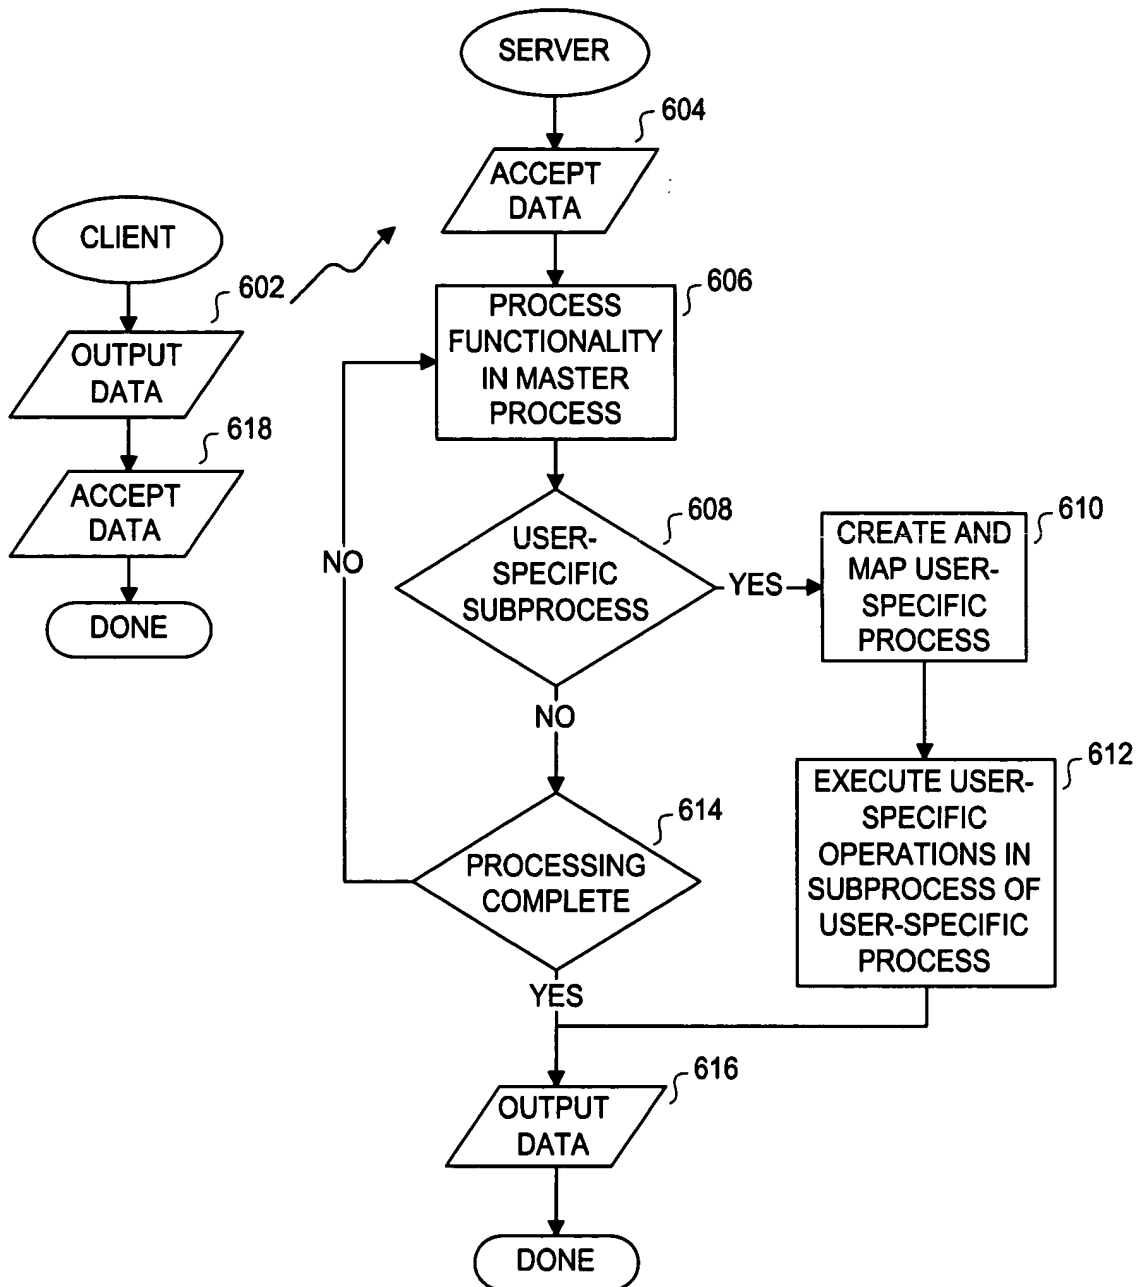 SERVER
604
ACCEPT
DATA
CLIENT
602
OUTPUT
DATA
618
ACCEPT
DATA
DONE
606
PROCESS
FUNCTIONALITY
IN MASTER
PROCESS
608
USER-
SPECIFIC
SUBPROCESS
YES
610
CREATE AND
MAP USER-
SPECIFIC
PROCESS
NO
NO
612
EXECUTE USER-
SPECIFIC
OPERATIONS IN
SUBPROCESS OF
USER-SPECIFIC
PROCESS
614
PROCESSING
COMPLETE
YES
616
OUTPUT
DATA
DONE